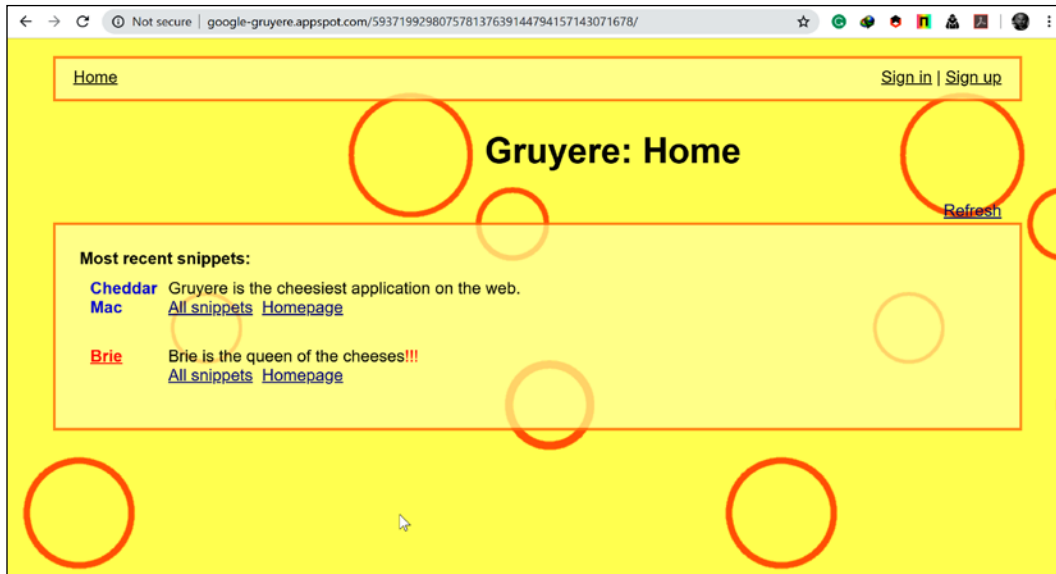 Not secure google-gruyere.appspot.com/593719929807578137639144794157143071678/
Home Sign in | Sign up
Gruyere: Home
Refresh
Most recent snippets:
Cheddar Gruyere is the cheesiest application on the web.
Mac All snippets Homepage
Brie Brie is the queen of the cheeses!!!
All snippets Homepage